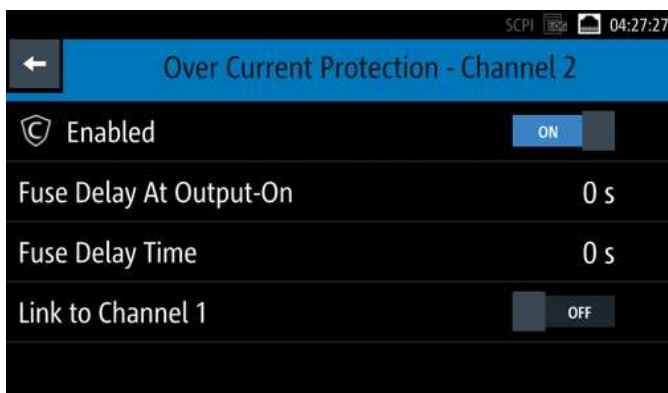 SCPI 04:27:27
Over Current Protection - Channel 2
Enabled ON
Fuse Delay At Output-On 0 s
Fuse Delay Time 0 s
Link to Channel 1 OFF